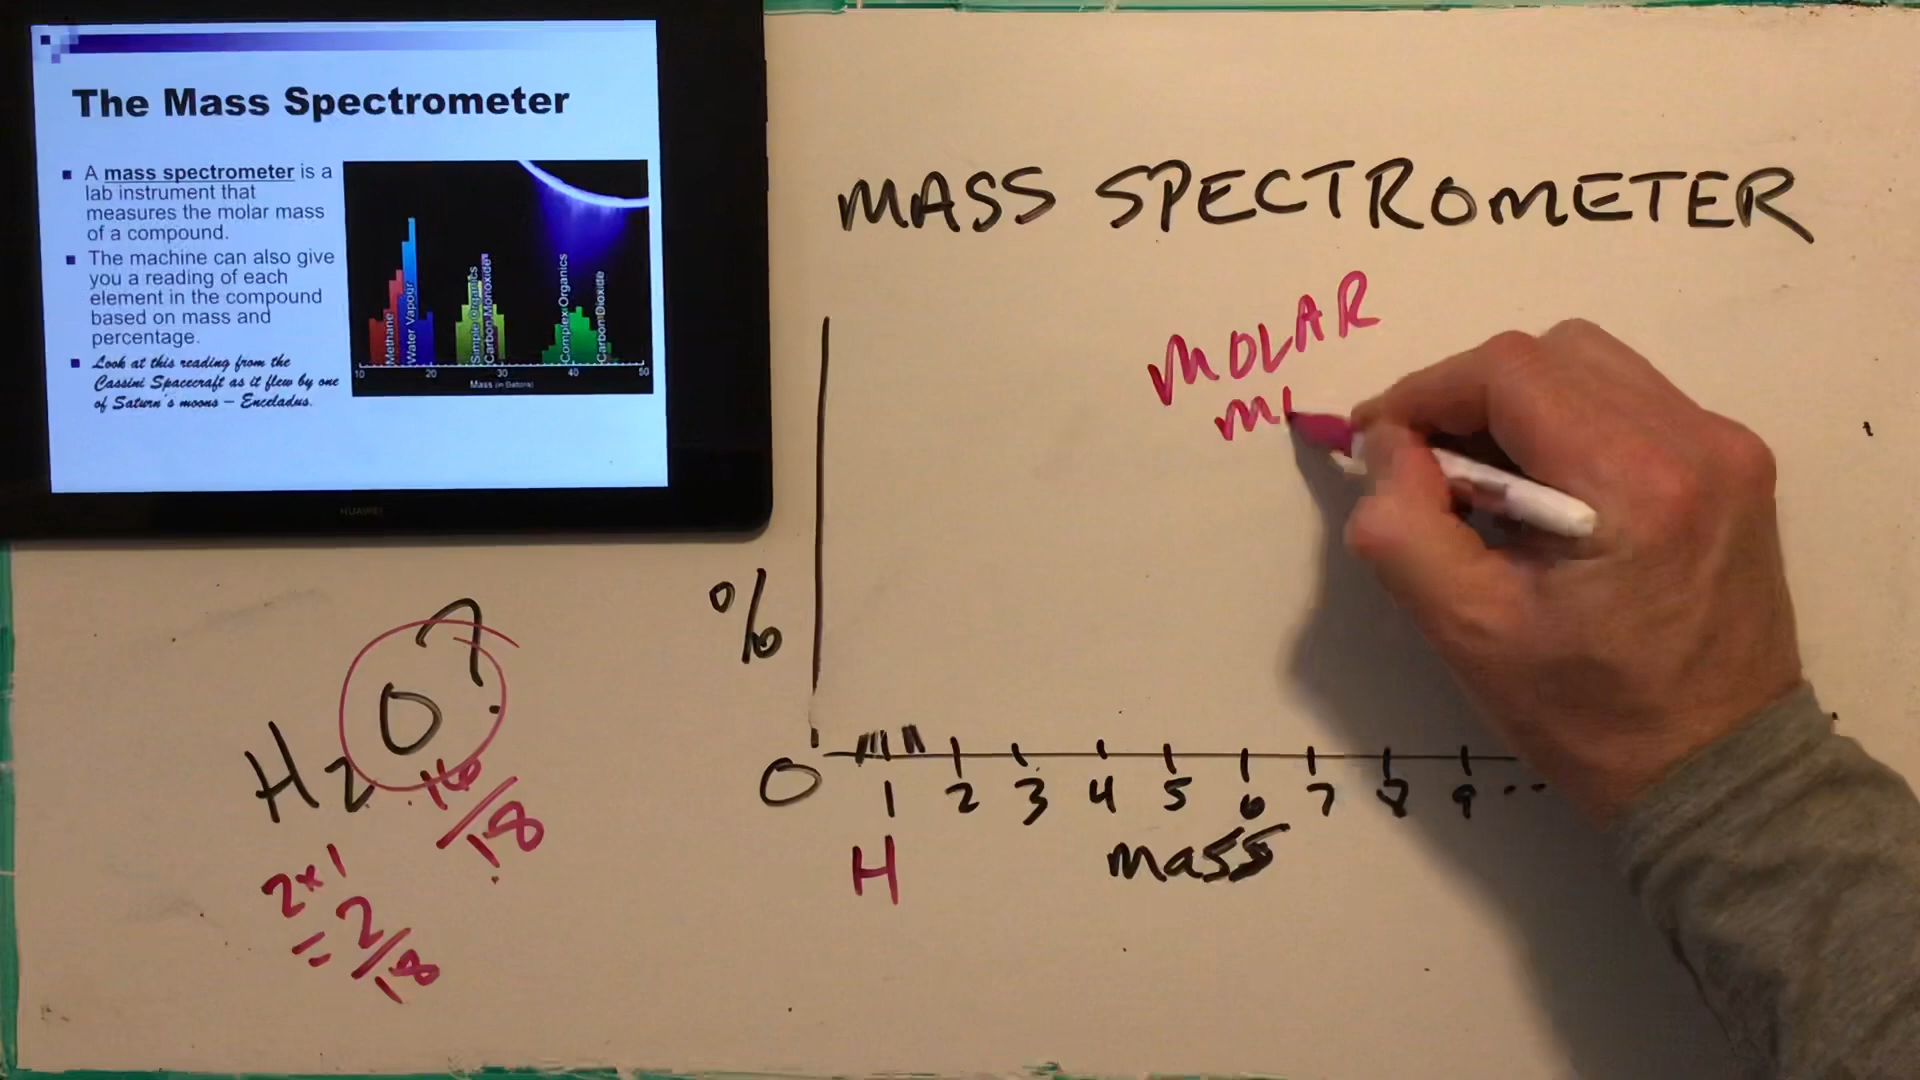 The Mass Spectrometer
A mass spectrometer is a
lab instrument that
measures the molar mass
of a compound.
The machine can also give
you a reading of each
element in the compound
based on mass and
percentage.
Look at this reading from the
Cassini Spacecraft as it flew by one
of Saturn's moons – Enceladus.
Methane
Water Vapour
Simple Organics
Carbon Monoxide
Complex Organics
Carbon Dioxide
10 20 30 40 50
Mass (in Daltons)
HUAWEI
MASS SPECTROMETER
MOLAR
%
0 1 2 3 4 5 6 7 8 9 ..
H
mass
?
H2O
16/18
2x1
= 2/18